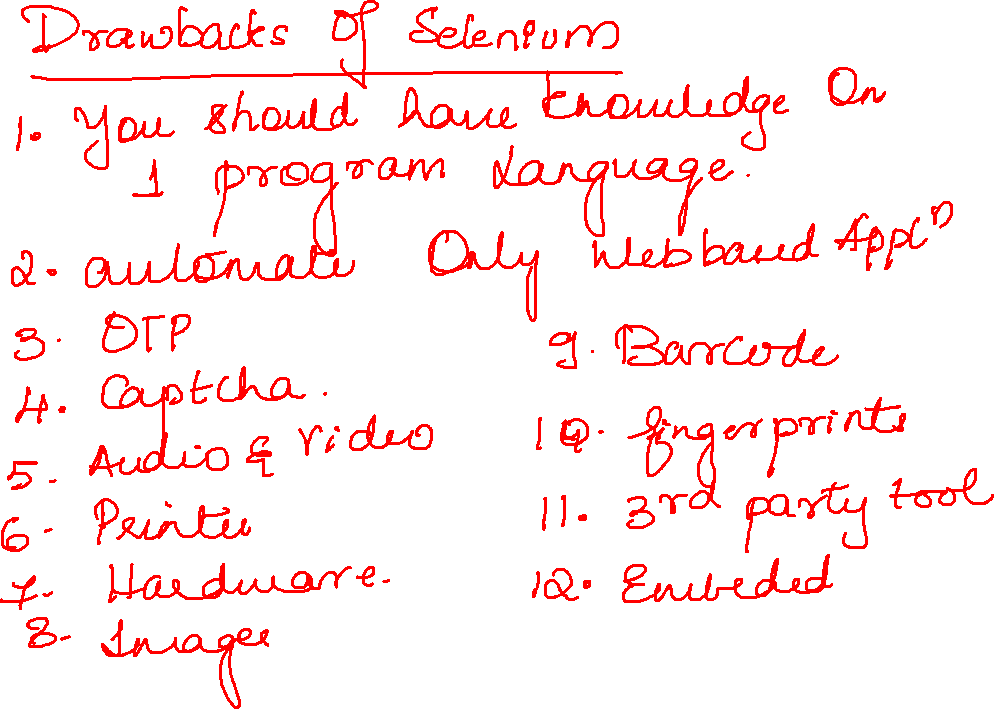 Drawbacks Of Selenium
1. You should have knowledge On
1 program Language.
2. automate Only Webbased Appln
3. OTP
4. Captcha.
5. Audio & Video
6. Printer
7. Hardware.
8. Images
9. Barcode
10. fingerprints
11. 3rd party tool
12. Embeded